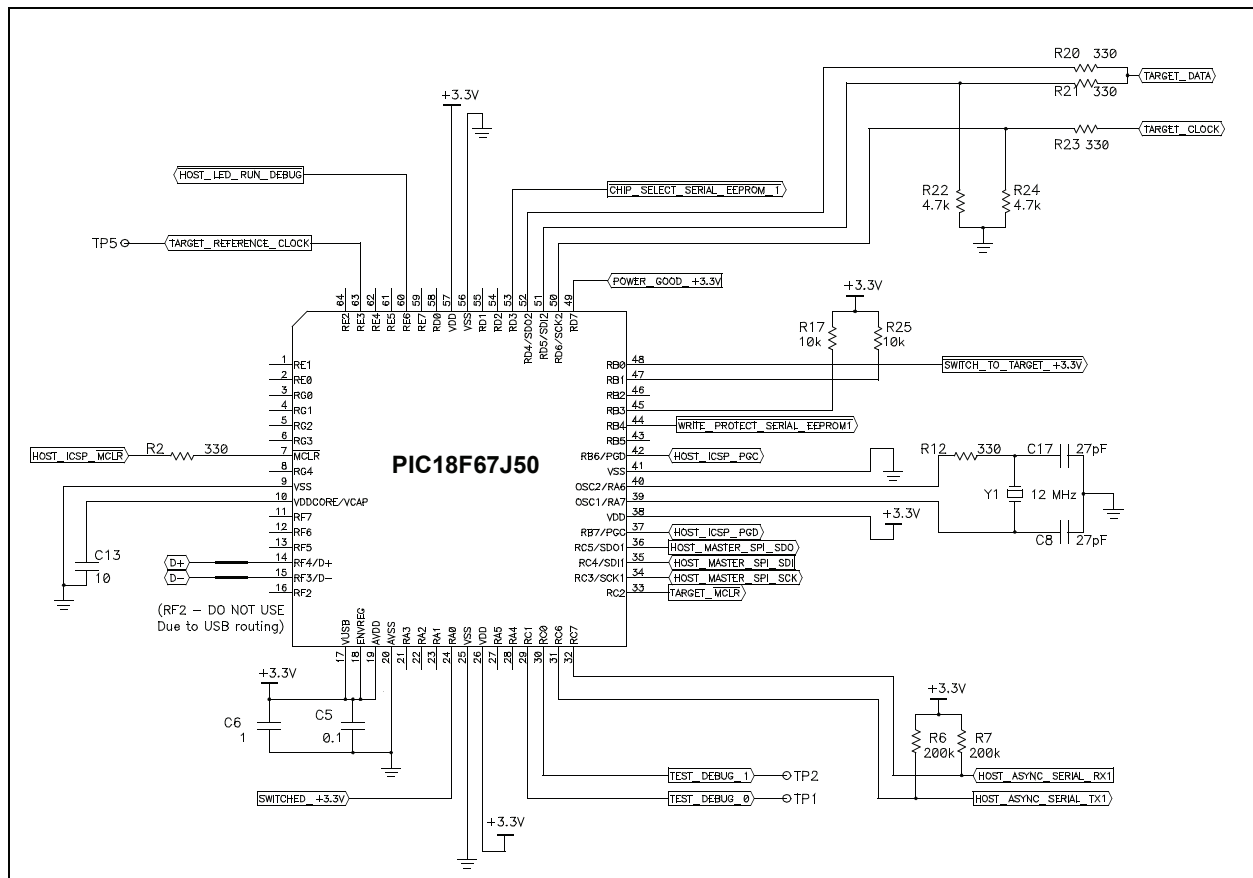 R20 330
TARGET_DATA
R21 330
+3.3V
TARGET_CLOCK
R23 330
HOST_LED_RUN_DEBUG
CHIP_SELECT_SERIAL_EEPROM_1
R22
4.7k
R24
4.7k
TP5
TARGET_REFERENCE_CLOCK
POWER_GOOD_+3.3V
+3.3V
64 63 62 61 60 59 58 57 56 55 54 53 52 51 50 49
RE2
RE3
RE4
RE5
RE6
RE7
RD0
VDD
VSS
RD1
RD2
RD3
RD4/SDO2
RD5/SDI2
RD6/SCK2
RD7
R17
10k
R25
10k
1 RE1
2 RE0
3 RG0
4 RG1
5 RG2
6 RG3
7 MCLR
8 RG4
9 VSS
10 VDDCORE/VCAP
11 RF7
12 RF6
13 RF5
14 RF4/D+
15 RF3/D-
16 RF2
HOST_ICSP_MCLR
R2 330
C13
10
D+
D-
(RF2 - DO NOT USE
Due to USB routing)
PIC18F67J50
RB0 48
RB1 47
RB2 46
RB3 45
RB4 44
RB5 43
RB6/PGD 42
VSS 41
OSC2/RA6 40
OSC1/RA7 39
VDD 38
RB7/PGC 37
RC5/SDO1 36
RC4/SDI1 35
RC3/SCK1 34
RC2 33
SWITCH_TO_TARGET_+3.3V
WRITE_PROTECT_SERIAL_EEPROM1
HOST_ICSP_PGC
R12
330
C17
27pF
Y1
12 MHz
+3.3V
C8
27pF
HOST_ICSP_PGD
HOST_MASTER_SPI_SDO
HOST_MASTER_SPI_SDI
HOST_MASTER_SPI_SCK
TARGET_MCLR
VUSB
ENVREG
AVDD
AVSS
RA3
RA2
RA1
RA0
VSS
VDD
RA5
RA4
RC1
RC0
RC6
RC7
17 18 19 20 21 22 23 24 25 26 27 28 29 30 31 32
+3.3V
C6
1
C5
0.1
+3.3V
R6
200k
R7
200k
TEST_DEBUG_1
TP2
HOST_ASYNC_SERIAL_RX1
SWITCHED_+3.3V
TEST_DEBUG_0
TP1
HOST_ASYNC_SERIAL_TX1
+3.3V